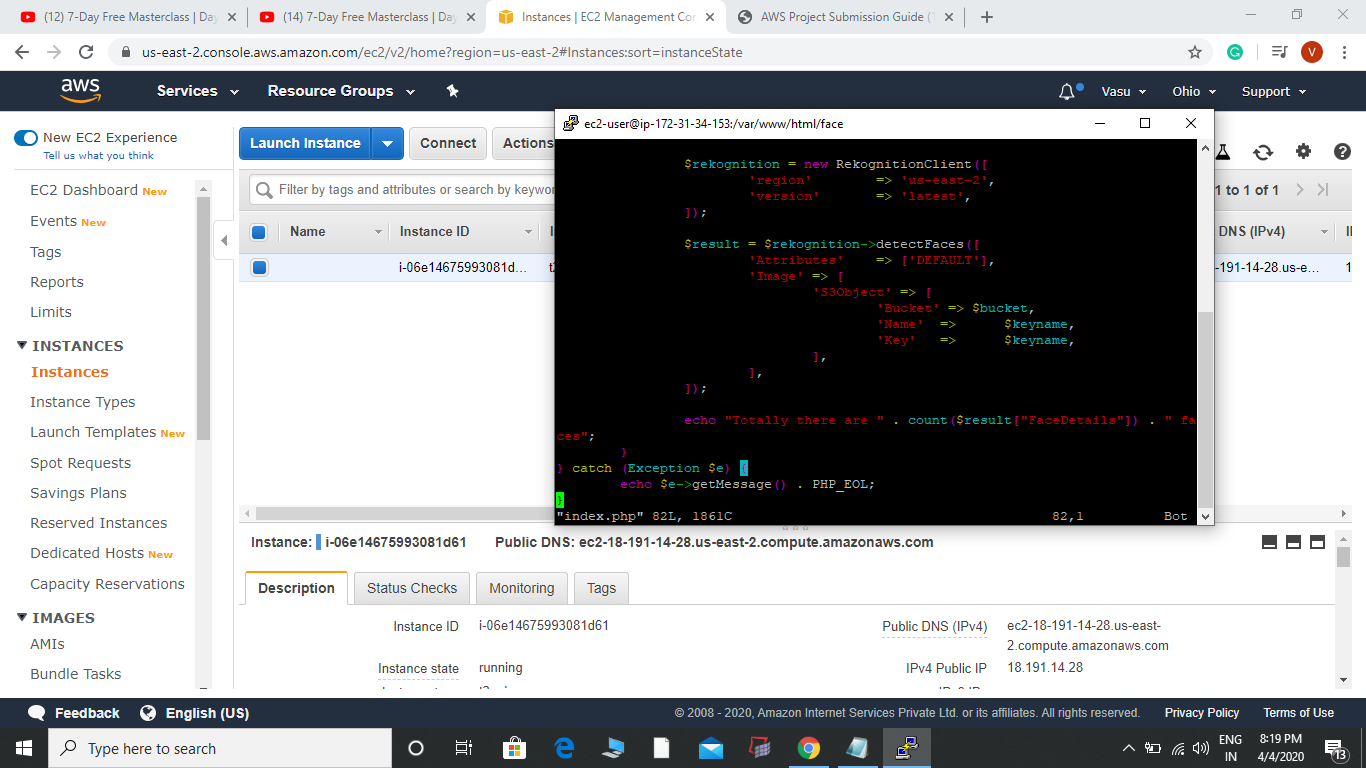 (12) 7-Day Free Masterclass | Day
(14) 7-Day Free Masterclass | Day
Instances | EC2 Management Con
AWS Project Submission Guide (T
us-east-2.console.aws.amazon.com/ec2/v2/home?region=us-east-2#Instances:sort=instanceState
V
aws
Services
Resource Groups
Vasu
Ohio
Support
New EC2 Experience
Tell us what you think
EC2 Dashboard New
Events New
Tags
Reports
Limits
INSTANCES
Instances
Instance Types
Launch Templates New
Spot Requests
Savings Plans
Reserved Instances
Dedicated Hosts New
Capacity Reservations
IMAGES
AMIs
Bundle Tasks
Launch Instance
Connect
Actions
Filter by tags and attributes or search by keywor
1 to 1 of 1
Name
Instance ID
DNS (IPv4)
i-06e14675993081d...
-191-14-28.us-e...
ec2-user@ip-172-31-34-153:/var/www/html/face
$rekognition = new RekognitionClient([
'region' => 'us-east-2',
'version' => 'latest',
]);
$result = $rekognition->detectFaces([
'Attributes' => ['DEFAULT'],
'Image' => [
'S3Object' => [
'Bucket' => $bucket,
'Name' => $keyname,
'Key' => $keyname,
],
],
]);
echo "Totally there are " . count($result["FaceDetails"]) . " fa
ces";
}
} catch (Exception $e) {
echo $e->getMessage() . PHP_EOL;
}
"index.php" 82L, 1861C 82,1 Bot
Instance: i-06e14675993081d61 Public DNS: ec2-18-191-14-28.us-east-2.compute.amazonaws.com
Description
Status Checks
Monitoring
Tags
Instance ID i-06e14675993081d61
Public DNS (IPv4) ec2-18-191-14-28.us-east-
2.compute.amazonaws.com
Instance state running
IPv4 Public IP 18.191.14.28
Feedback
English (US)
© 2008 - 2020, Amazon Internet Services Private Ltd. or its affiliates. All rights reserved.
Privacy Policy
Terms of Use
Type here to search
ENG
IN
8:19 PM
4/4/2020
13